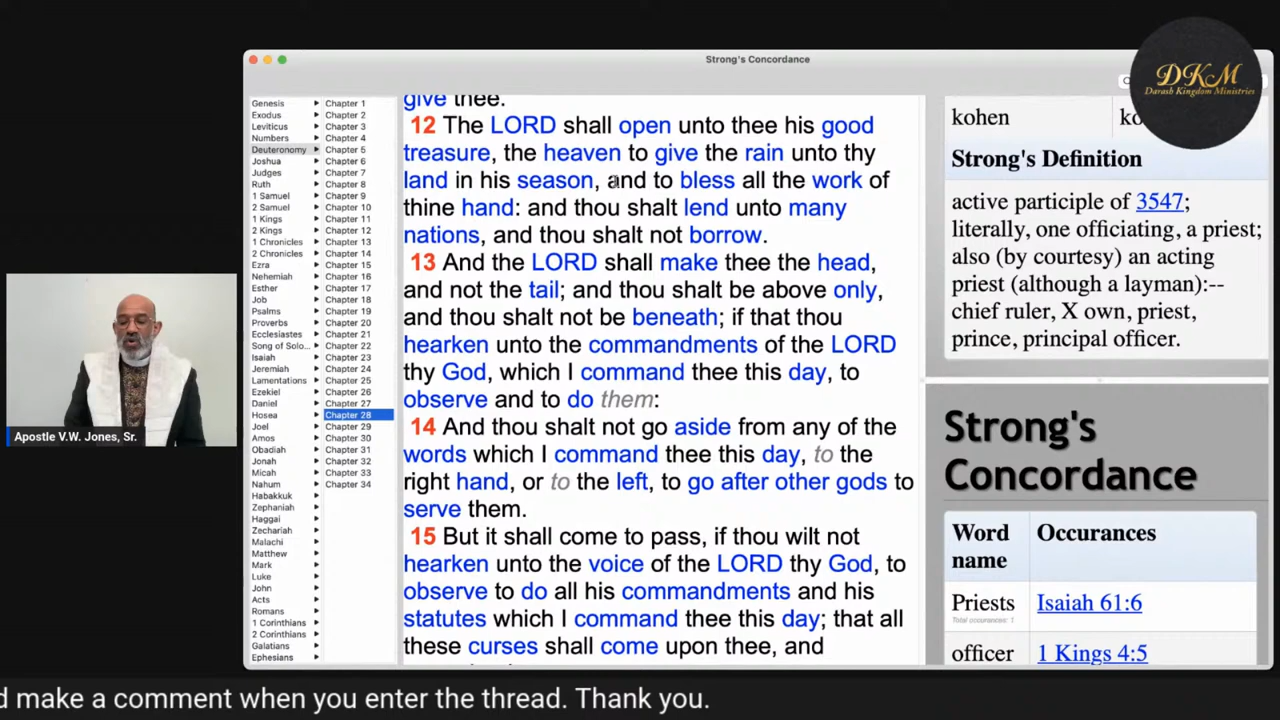 Strong's Concordance
DKM
Darash Kingdom Ministries
Genesis
Exodus
Leviticus
Numbers
Deuteronomy
Joshua
Judges
Ruth
1 Samuel
2 Samuel
1 Kings
2 Kings
1 Chronicles
2 Chronicles
Ezra
Nehemiah
Esther
Job
Psalms
Proverbs
Ecclesiastes
Song of Solo...
Isaiah
Jeremiah
Lamentations
Ezekiel
Daniel
Hosea
Joel
Amos
Obadiah
Jonah
Micah
Nahum
Habakkuk
Zephaniah
Haggai
Zechariah
Malachi
Matthew
Mark
Luke
John
Acts
Romans
1 Corinthians
2 Corinthians
Galatians
Ephesians
Chapter 1
Chapter 2
Chapter 3
Chapter 4
Chapter 5
Chapter 6
Chapter 7
Chapter 8
Chapter 9
Chapter 10
Chapter 11
Chapter 12
Chapter 13
Chapter 14
Chapter 15
Chapter 16
Chapter 17
Chapter 18
Chapter 19
Chapter 20
Chapter 21
Chapter 22
Chapter 23
Chapter 24
Chapter 25
Chapter 26
Chapter 27
Chapter 28
Chapter 29
Chapter 30
Chapter 31
Chapter 32
Chapter 33
Chapter 34
give thee.
12 The LORD shall open unto thee his good
treasure, the heaven to give the rain unto thy
land in his season, and to bless all the work of
thine hand: and thou shalt lend unto many
nations, and thou shalt not borrow.
13 And the LORD shall make thee the head,
and not the tail; and thou shalt be above only,
and thou shalt not be beneath; if that thou
hearken unto the commandments of the LORD
thy God, which I command thee this day, to
observe and to do them:
14 And thou shalt not go aside from any of the
words which I command thee this day, to the
right hand, or to the left, to go after other gods to
serve them.
15 But it shall come to pass, if thou wilt not
hearken unto the voice of the LORD thy God, to
observe to do all his commandments and his
statutes which I command thee this day; that all
these curses shall come upon thee, and
kohen
Strong's Definition
active participle of 3547;
literally, one officiating, a priest;
also (by courtesy) an acting
priest (although a layman):--
chief ruler, X own, priest,
prince, principal officer.
Strong's
Concordance
Word name Occurances
Priests Isaiah 61:6
Total occurances: 1
officer 1 Kings 4:5
Apostle V.W. Jones, Sr.
d make a comment when you enter the thread. Thank you.